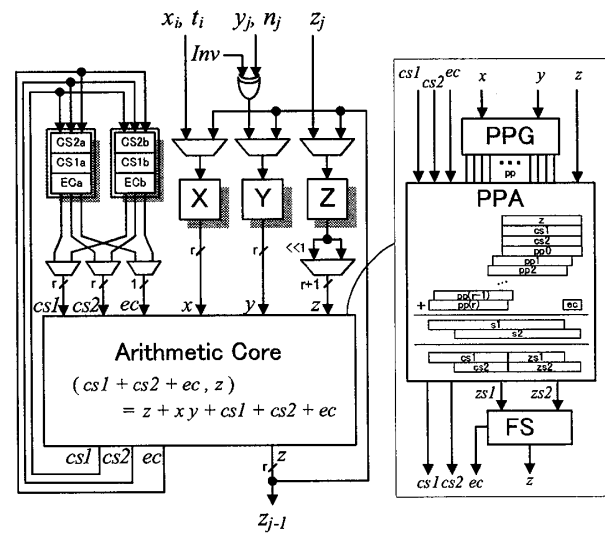 x_i, t_i
y_j, n_j
z_j
Inv
CS2a
CS1a
ECa
CS2b
CS1b
ECb
X
Y
Z
<<1
r
r
1
r
r
r+1
cs1
cs2
ec
x
y
z
Arithmetic Core
(cs1 + cs2 + ec , z)
= z + x y + cs1 + cs2 + ec
cs1
cs2
ec
r
z
z_{j-1}
cs1
cs2
ec
x
y
z
PPG
...
pp
PPA
z
cs1
cs2
pp0
pp1
pp2
...
pp(r-1)
+
pp(r)
ec
s1
s2
cs1
zs1
cs2
zs2
zs1
zs2
FS
cs1
cs2
ec
z